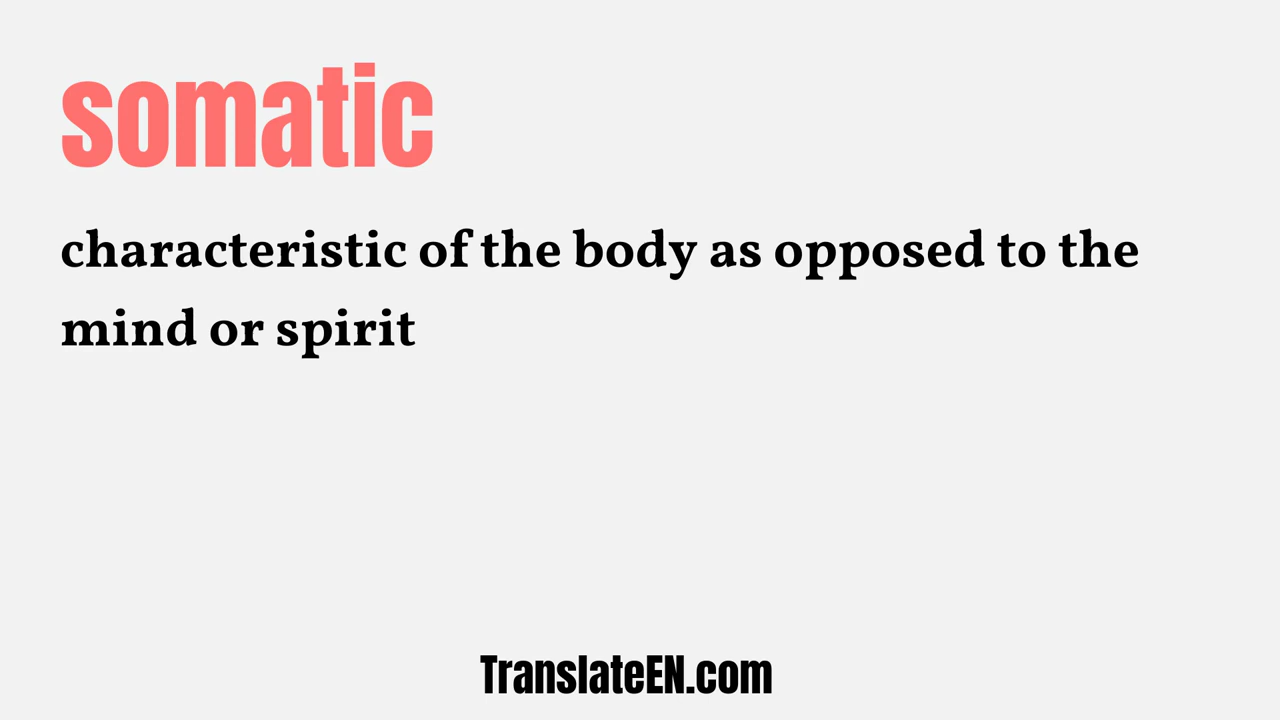 somatic
characteristic of the body as opposed to the
mind or spirit
TranslateEN.com